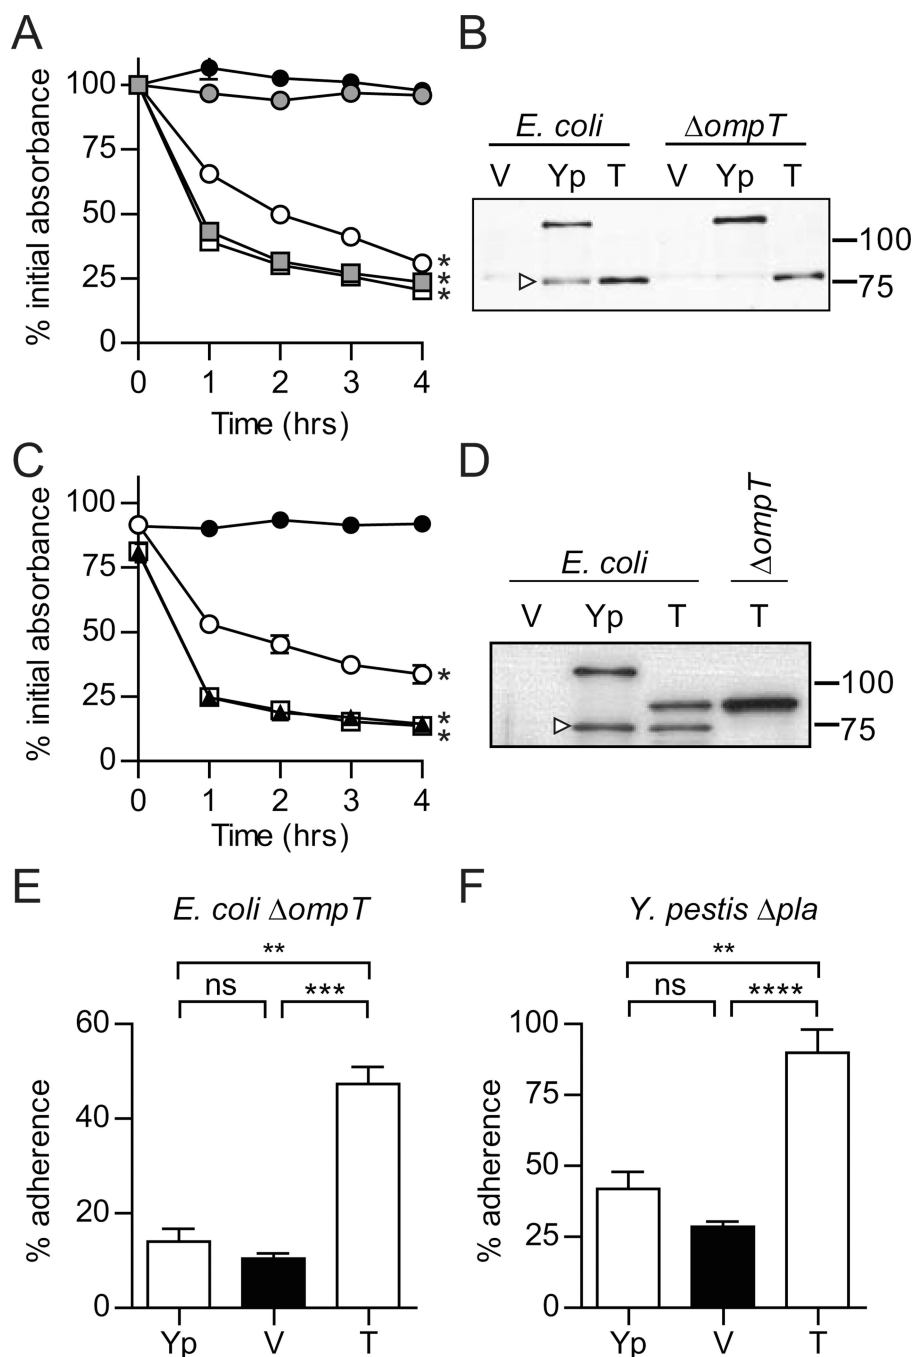 A
% initial absorbance
100
75
50
25
0
0 1 2 3 4
Time (hrs)
*
*
*
B
E. coli ΔompT
V Yp T V Yp T
100
75
C
% initial absorbance
100
75
50
25
0
0 1 2 3 4
Time (hrs)
*
*
*
D
E. coli ΔompT
V Yp T T
100
75
E
E. coli ΔompT
**
ns ***
% adherence
60
40
20
0
Yp V T
F
Y. pestis Δpla
**
ns ****
% adherence
100
75
50
25
0
Yp V T